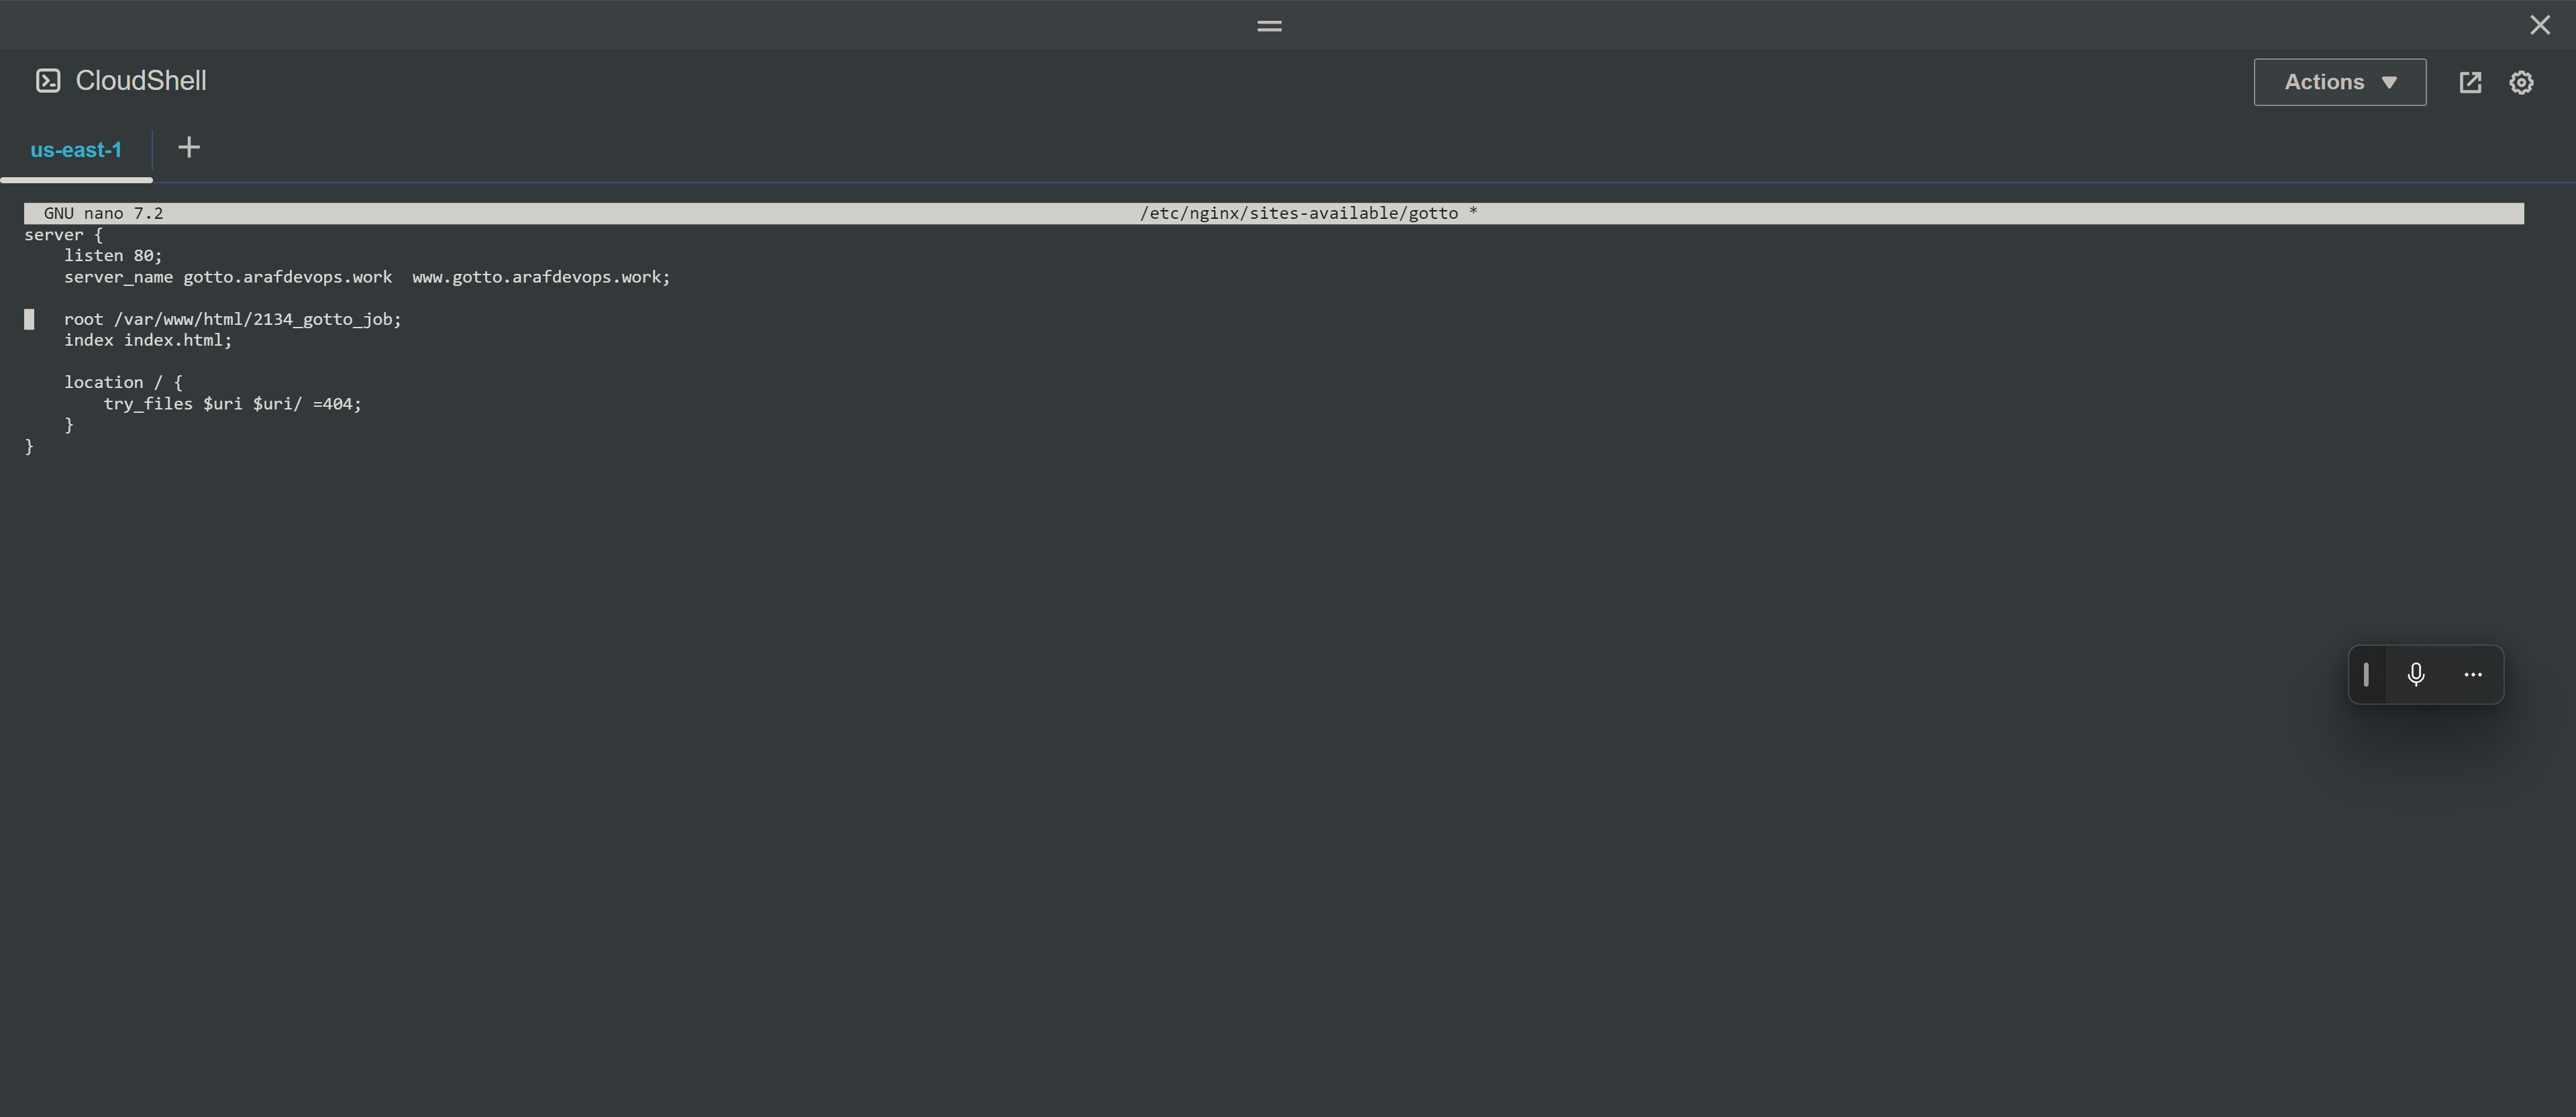 CloudShell
Actions
us-east-1
GNU nano 7.2 /etc/nginx/sites-available/gotto *
server {
    listen 80;
    server_name gotto.arafdevops.work  www.gotto.arafdevops.work;
    root /var/www/html/2134_gotto_job;
    index index.html;
    location / {
        try_files $uri $uri/ =404;
    }
}